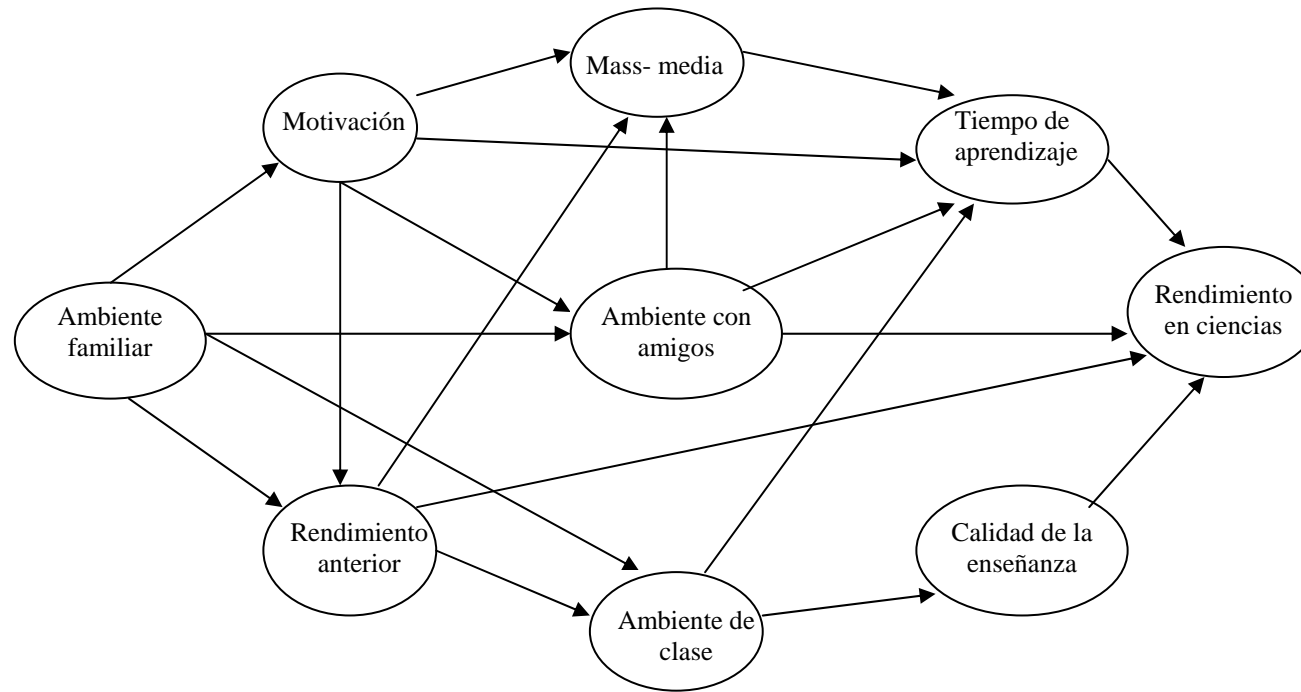 Mass- media
Motivación
Tiempo de
aprendizaje
Ambiente
familiar
Ambiente con
amigos
Rendimiento
en ciencias
Rendimiento
anterior
Calidad de la
enseñanza
Ambiente de
clase